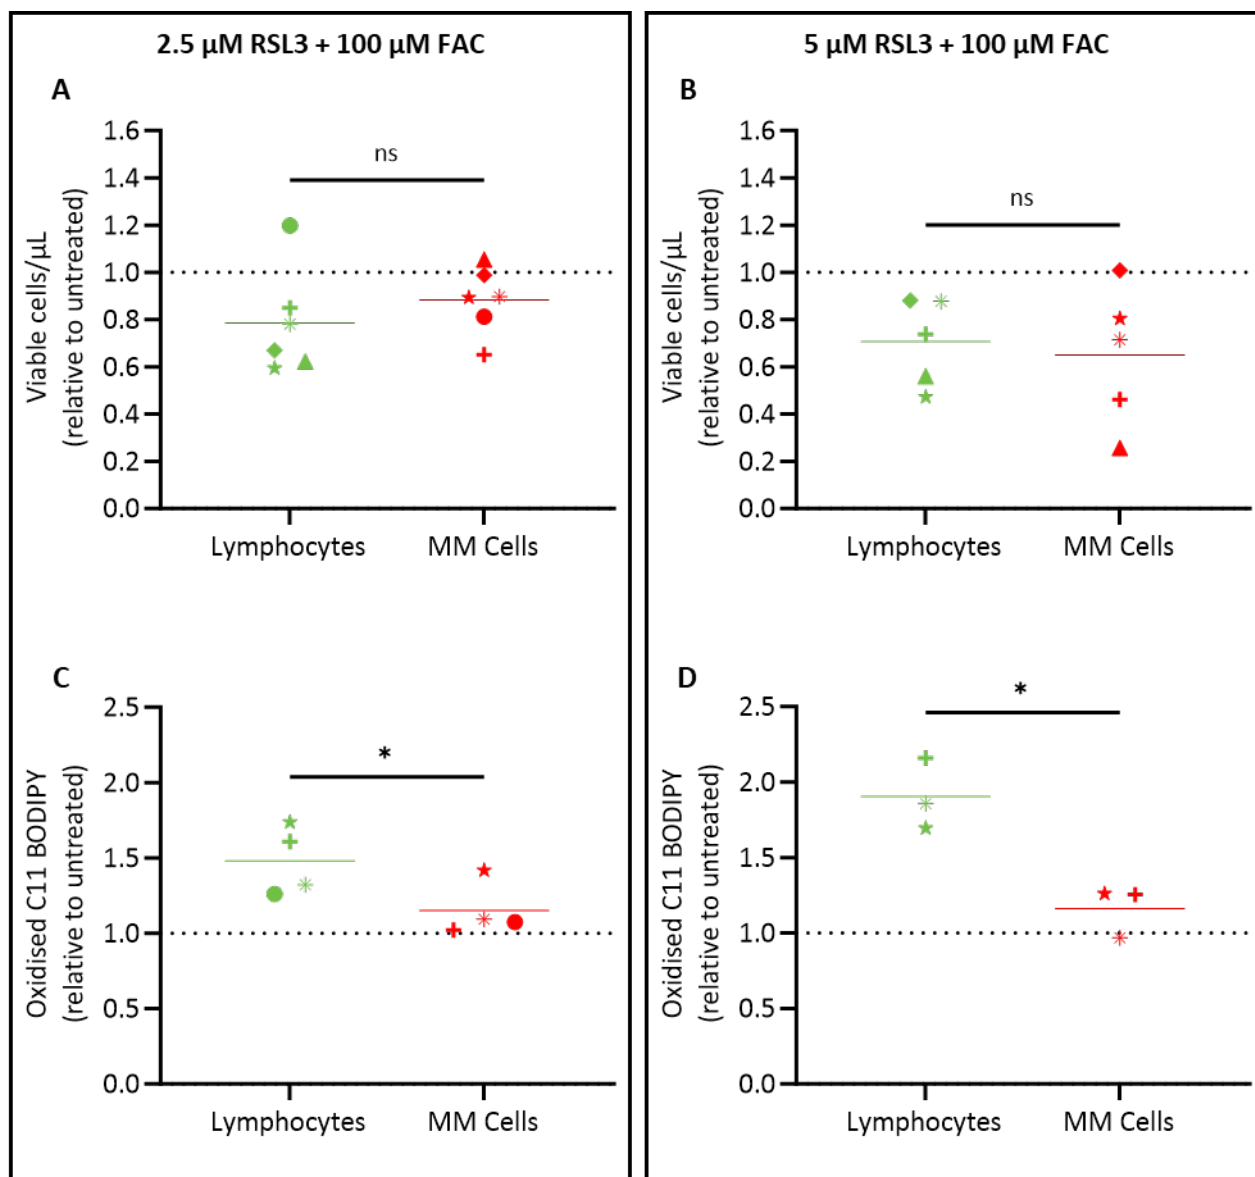 2.5 µM RSL3 + 100 µM FAC
A
Viable cells/µL
(relative to untreated)
1.6
1.4
1.2
1.0
0.8
0.6
0.4
0.2
0.0
ns
Lymphocytes
MM Cells
C
Oxidised C11 BODIPY
(relative to untreated)
2.5
2.0
1.5
1.0
0.5
0.0
*
Lymphocytes
MM Cells
5 µM RSL3 + 100 µM FAC
B
Viable cells/µL
(relative to untreated)
1.6
1.4
1.2
1.0
0.8
0.6
0.4
0.2
0.0
ns
Lymphocytes
MM Cells
D
Oxidised C11 BODIPY
(relative to untreated)
2.5
2.0
1.5
1.0
0.5
0.0
*
Lymphocytes
MM Cells